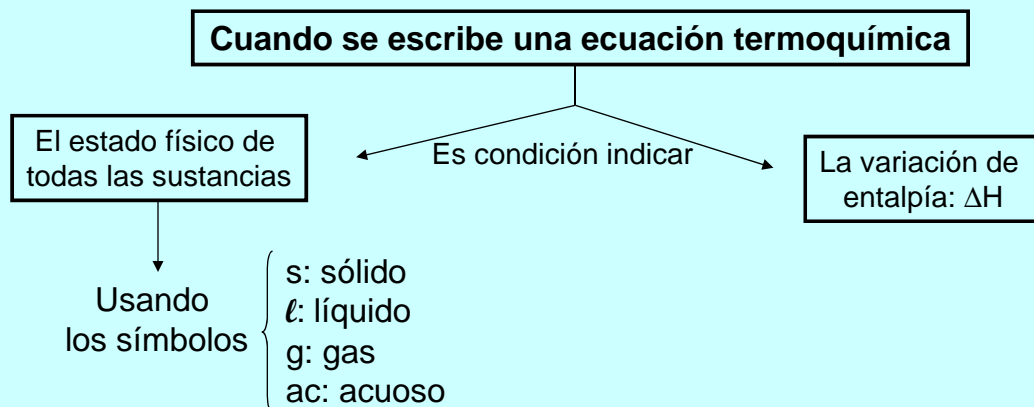 Cuando se escribe una ecuación termoquímica
El estado físico de
todas las sustancias
Es condición indicar
La variación de
entalpía: ΔH
Usando
los símbolos
s: sólido
ℓ: líquido
g: gas
ac: acuoso